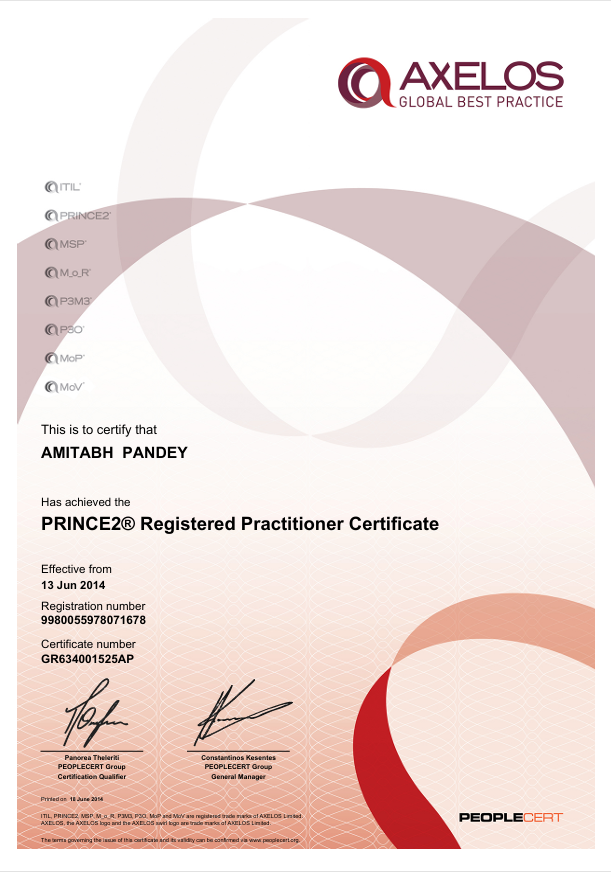 AXELOS
GLOBAL BEST PRACTICE
ITIL®
PRINCE2®
MSP®
M_o_R®
P3M3®
P3O®
MoP®
MoV®
This is to certify that
AMITABH PANDEY
Has achieved the
PRINCE2® Registered Practitioner Certificate
Effective from
13 Jun 2014
Registration number
9980055978071678
Certificate number
GR634001525AP
Panorea Theleriti
PEOPLECERT Group
Certification Qualifier
Constantinos Kesentes
PEOPLECERT Group
General Manager
Printed on 18 June 2014
ITIL, PRINCE2, MSP, M_o_R, P3M3, P3O, MoP and MoV are registered trade marks of AXELOS Limited.
AXELOS, the AXELOS logo and the AXELOS swirl logo are trade marks of AXELOS Limited.
The terms governing the issue of this certificate and its validity can be confirmed via www.peoplecert.org.
PEOPLECERT